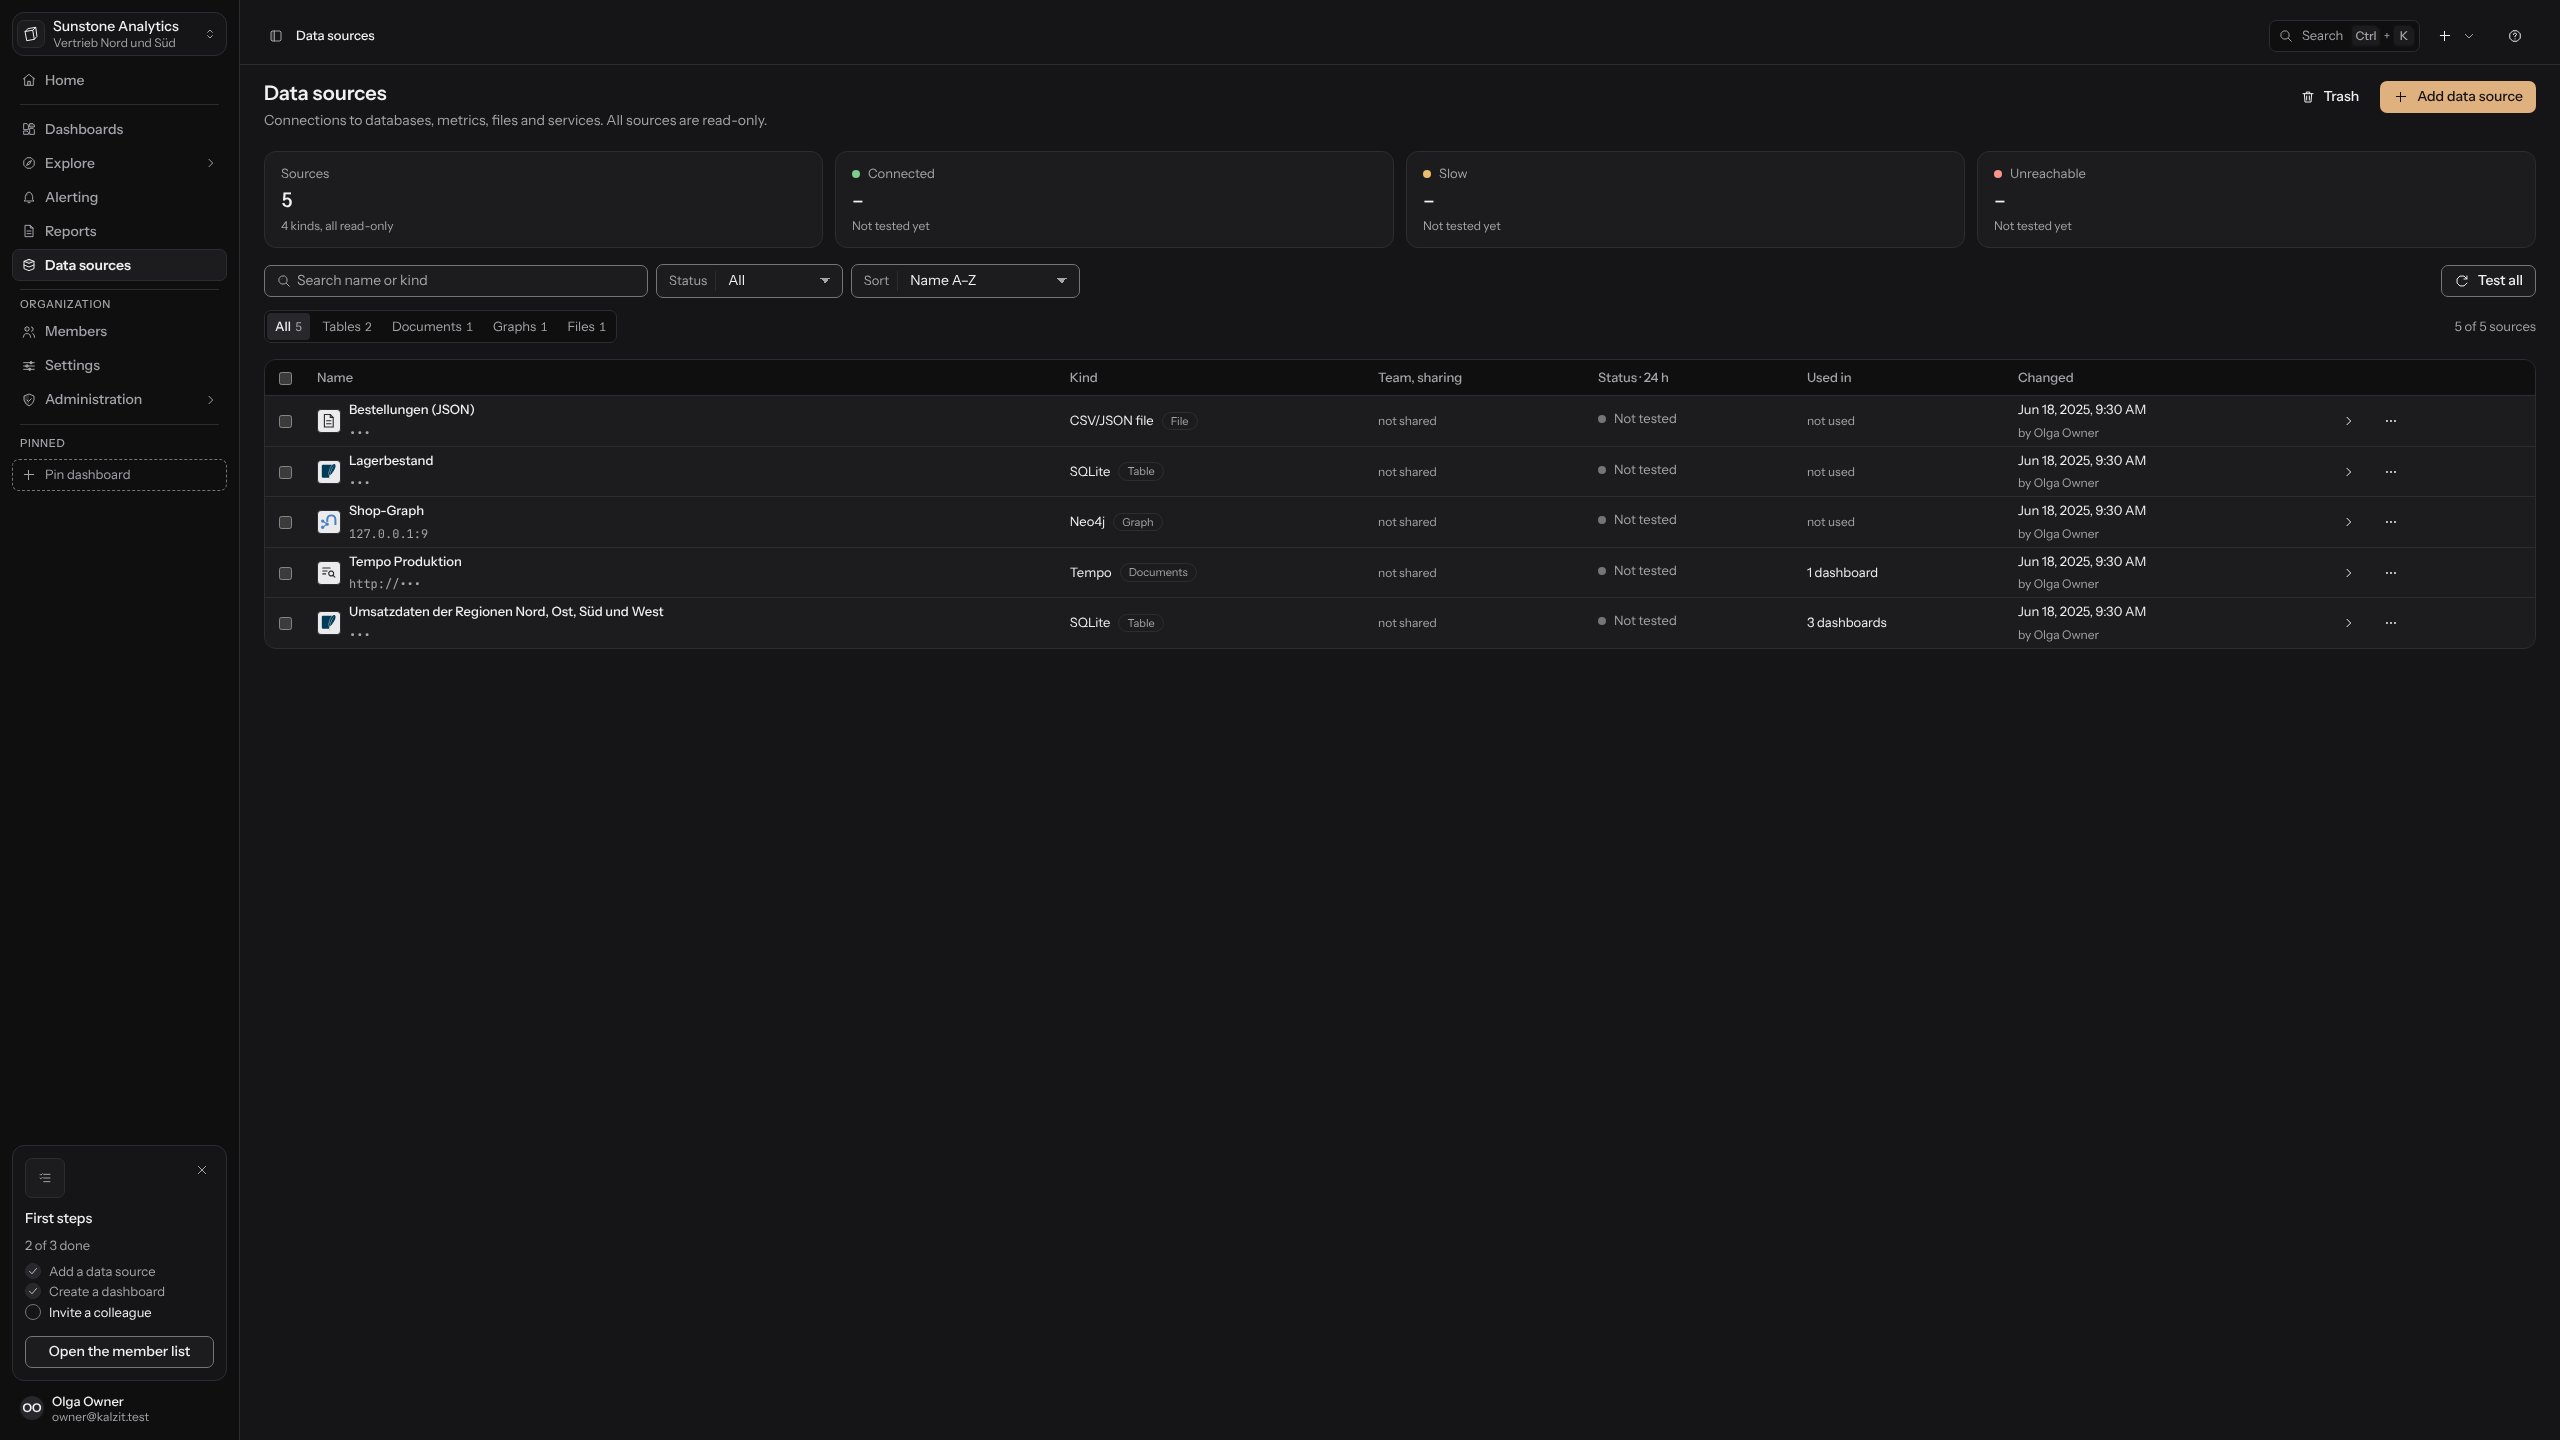 Sunstone Analytics
Vertrieb Nord und Süd
Home
Dashboards
Explore
Alerting
Reports
Data sources
ORGANIZATION
Members
Settings
Administration
PINNED
Pin dashboard
First steps
2 of 3 done
Add a data source
Create a dashboard
Invite a colleague
Open the member list
OO
Olga Owner
owner@kalzit.test
Data sources
Search Ctrl + K
Data sources
Connections to databases, metrics, files and services. All sources are read-only.
Trash
Add data source
Sources
5
4 kinds, all read-only
Connected
–
Not tested yet
Slow
–
Not tested yet
Unreachable
–
Not tested yet
Search name or kind
Status All
Sort Name A–Z
Test all
All 5 Tables 2 Documents 1 Graphs 1 Files 1
5 of 5 sources
Name Kind Team, sharing Status · 24 h Used in Changed
Bestellungen (JSON)
•••
CSV/JSON file File not shared Not tested not used
Jun 18, 2025, 9:30 AM
by Olga Owner
Lagerbestand
•••
SQLite Table not shared Not tested not used
Jun 18, 2025, 9:30 AM
by Olga Owner
Shop-Graph
127.0.0.1:9
Neo4j Graph not shared Not tested not used
Jun 18, 2025, 9:30 AM
by Olga Owner
Tempo Produktion
http://•••
Tempo Documents not shared Not tested 1 dashboard
Jun 18, 2025, 9:30 AM
by Olga Owner
Umsatzdaten der Regionen Nord, Ost, Süd und West
•••
SQLite Table not shared Not tested 3 dashboards
Jun 18, 2025, 9:30 AM
by Olga Owner